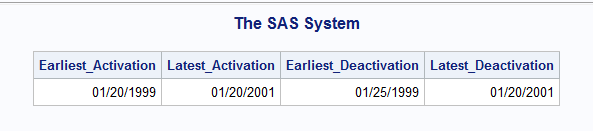 The SAS System
Earliest_Activation Latest_Activation Earliest_Deactivation Latest_Deactivation
01/20/1999 01/20/2001 01/25/1999 01/20/2001